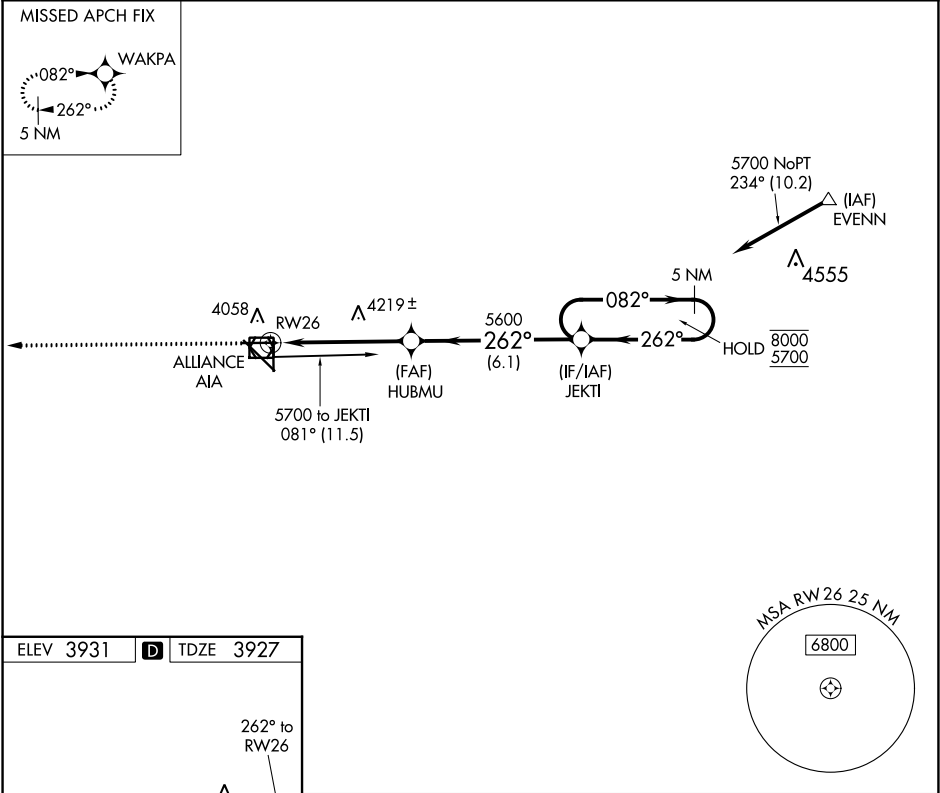 MISSED APCH FIX
WAKPA
082°
262°
5 NM
5700 NoPT
234° (10.2)
(IAF)
EVENN
4555
5 NM
082°
4058
4219 ±
RW26
5600
262°
(6.1)
262°
HOLD 8000
5700
ALLIANCE
AIA
(FAF)
HUBMU
(IF/IAF)
JEKTI
5700 to JEKTI
081° (11.5)
MSA RW26 25 NM
6800
ELEV 3931 D TDZE 3927
262° to
RW26